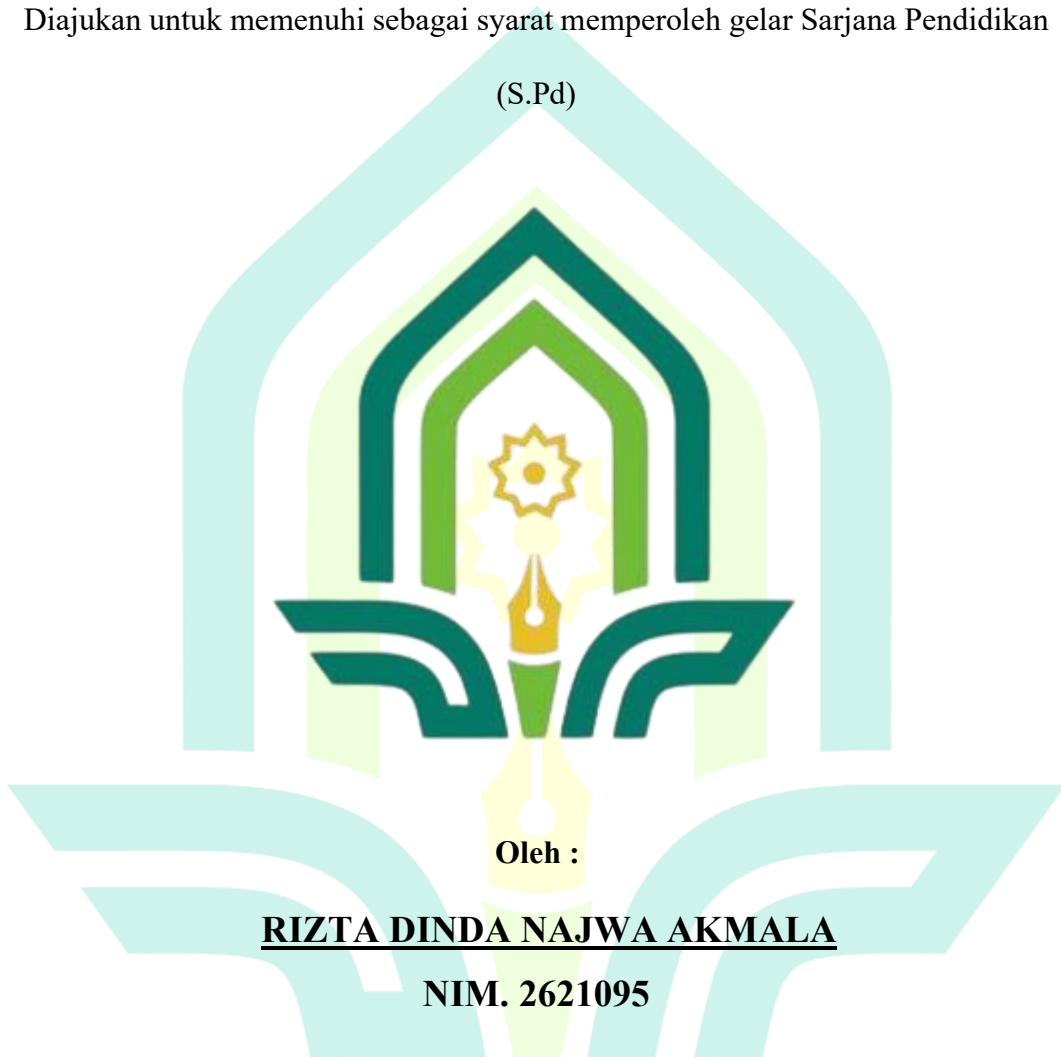 Diajukan untuk memenuhi sebagai syarat memperoleh gelar Sarjana Pendidikan
(S.Pd)
Oleh :
RIZTA DINDA NAJWA AKMALA
NIM. 2621095